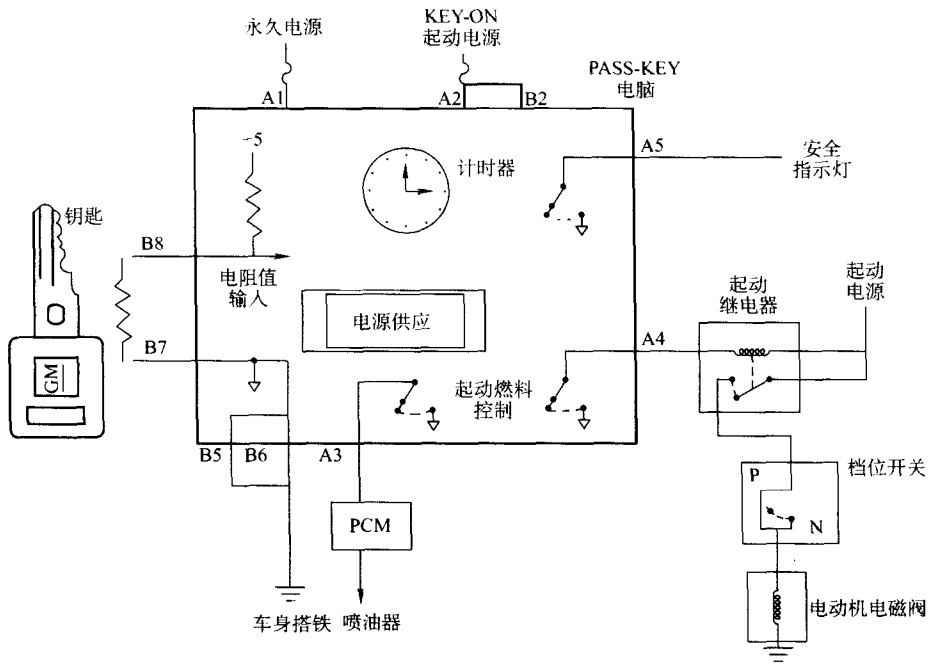 永久电源
KEY-ON
起动电源
PASS-KEY
电脑
A1
A2
B2
A5
安全
指示灯
-5
计时器
钥匙
B8
电阻值
输入
电源供应
起动
继电器
起动
电源
B7
A4
GM
起动燃料
控制
B5
B6
A3
档位开关
P
N
PCM
车身搭铁
喷油器
电动机电磁阀